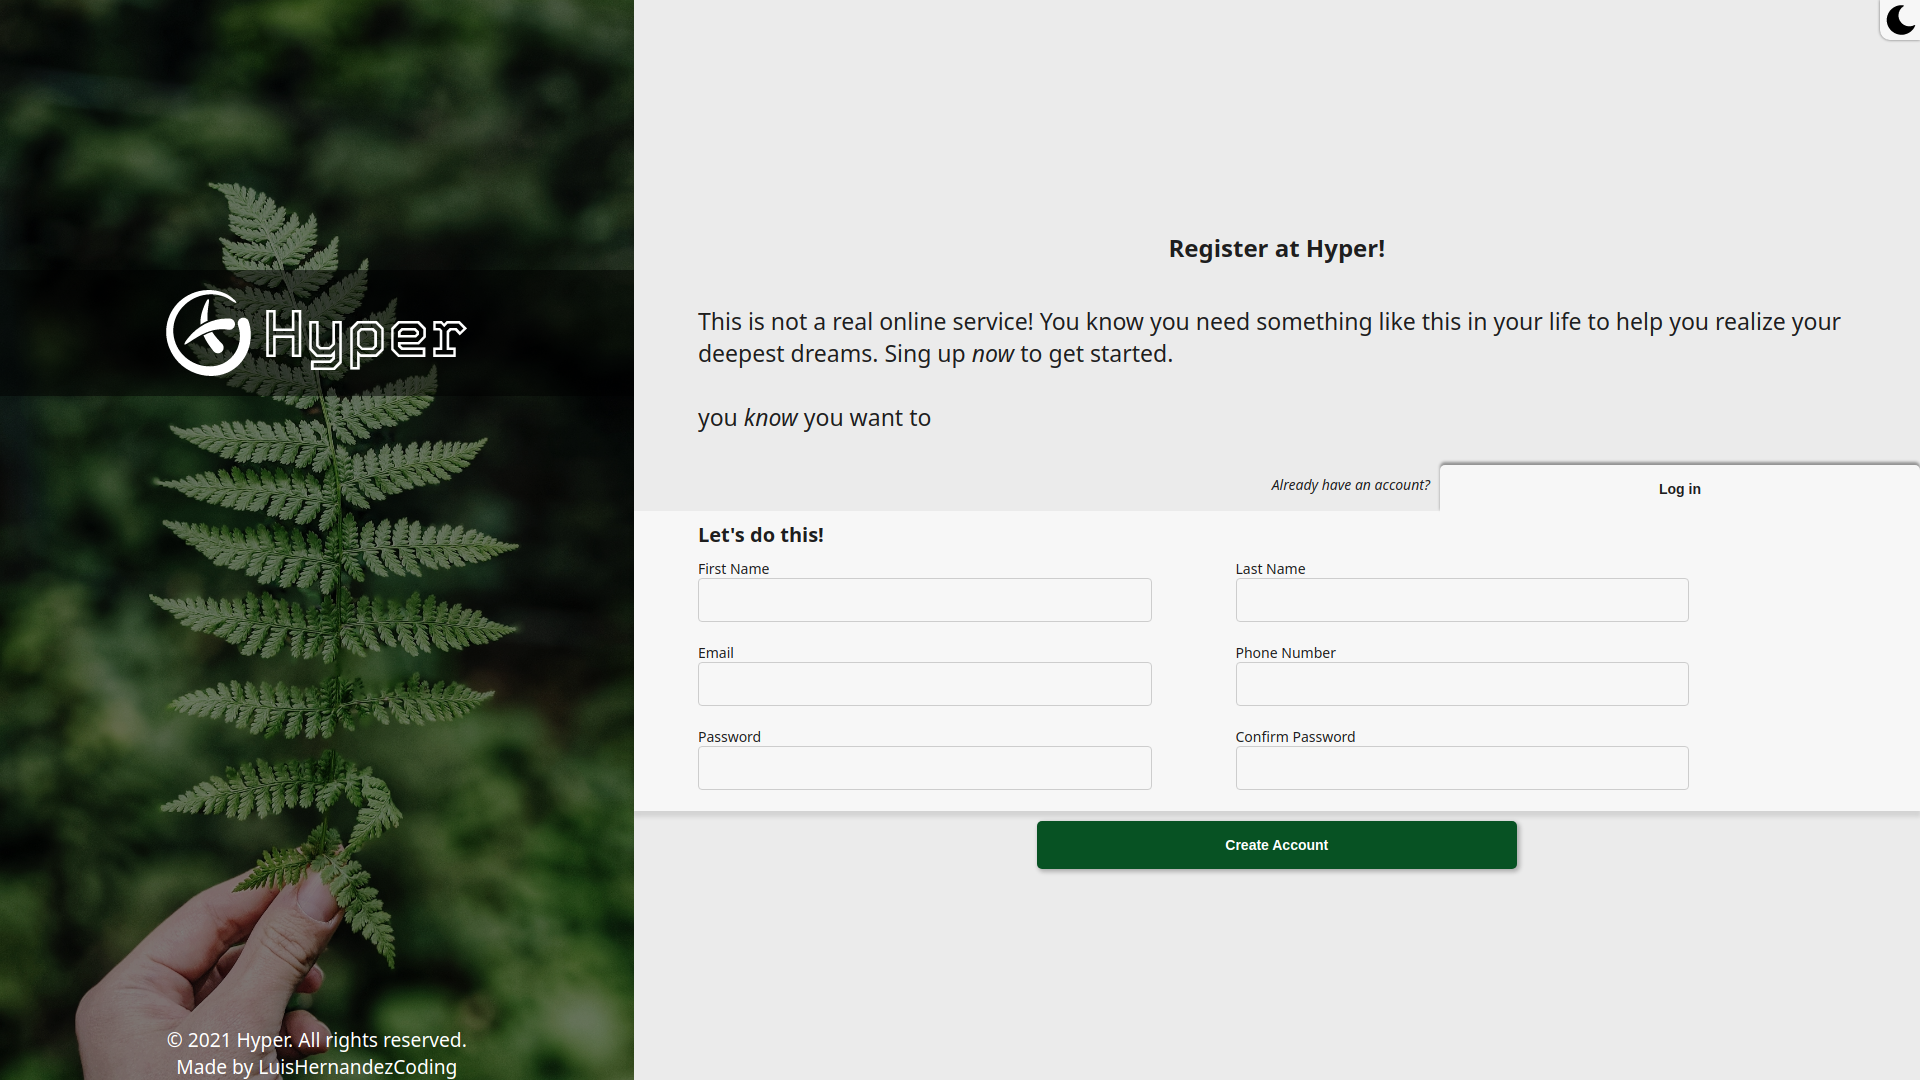 Hyper
© 2021 Hyper. All rights reserved.
Made by LuisHernandezCoding
Register at Hyper!
This is not a real online service! You know you need something like this in your life to help you realize your
deepest dreams. Sing up now to get started.
you know you want to
Already have an account?
Log in
Let's do this!
First Name
Last Name
Email
Phone Number
Password
Confirm Password
Create Account